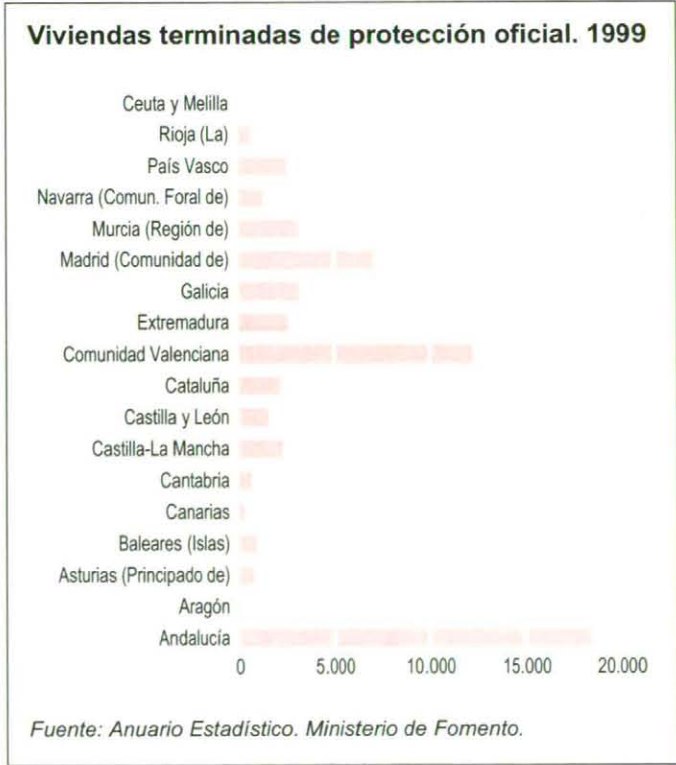 Viviendas terminadas de protección oficial. 1999
Ceuta y Melilla
Rioja (La)
País Vasco
Navarra (Comun. Foral de)
Murcia (Región de)
Madrid (Comunidad de)
Galicia
Extremadura
Comunidad Valenciana
Cataluña
Castilla y León
Castilla-La Mancha
Cantabria
Canarias
Baleares (Islas)
Asturias (Principado de)
Aragón
Andalucía
0 5.000 10.000 15.000 20.000
Fuente: Anuario Estadístico. Ministerio de Fomento.